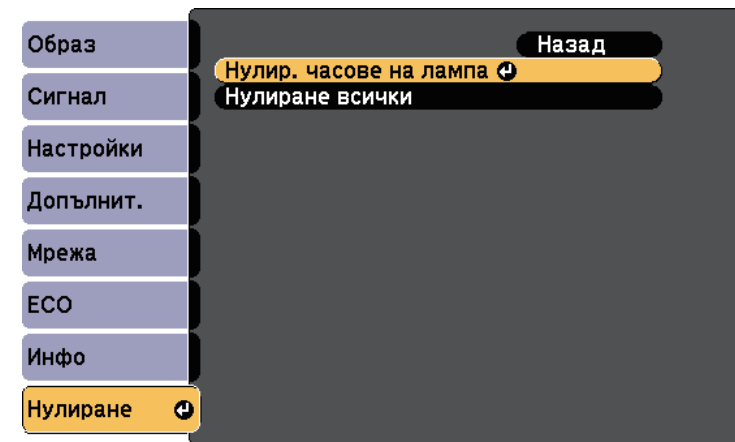 Образ
Сигнал
Настройки
Допълнит.
Мрежа
ECO
Инфо
Нулиране
Назад
Нулир. часове на лампа
Нулиране всички